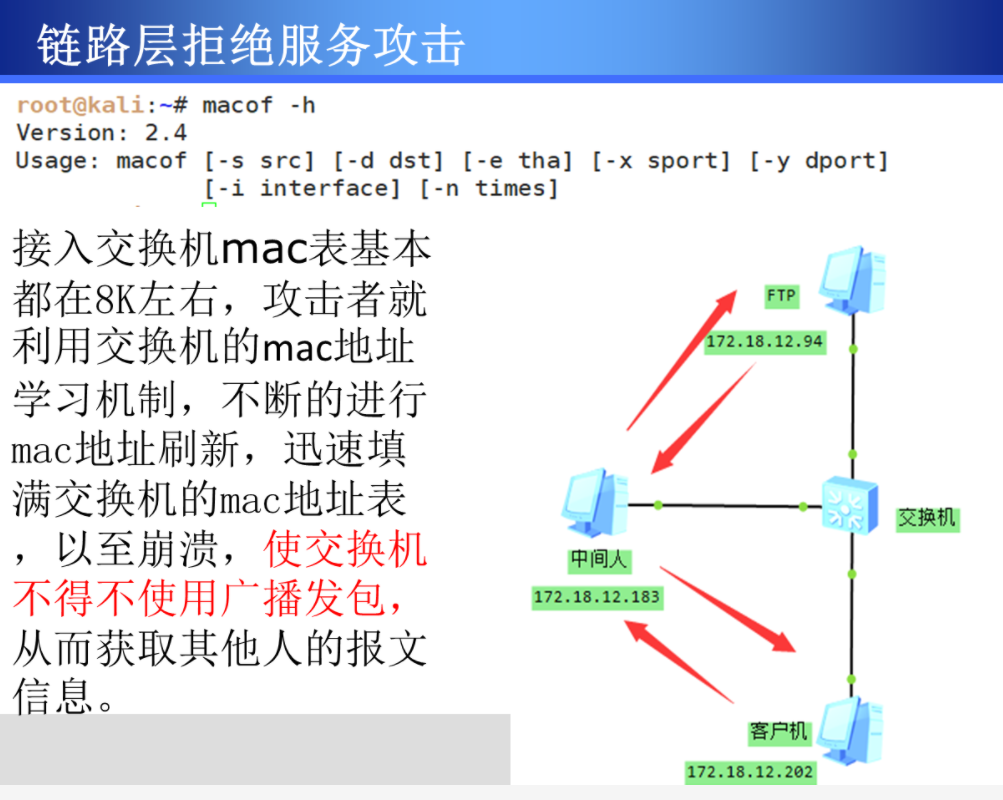 链路层拒绝服务攻击
root@kali:~# macof -h
Version: 2.4
Usage: macof [-s src] [-d dst] [-e tha] [-x sport] [-y dport]
[-i interface] [-n times]
接入交换机mac表基本
都在8K左右，攻击者就
利用交换机的mac地址
学习机制，不断的进行
mac地址刷新，迅速填
满交换机的mac地址表
，以至崩溃，使交换机
不得不使用广播发包，
从而获取其他人的报文
信息。
FTP
172.18.12.94
交换机
中间人
172.18.12.183
客户机
172.18.12.202